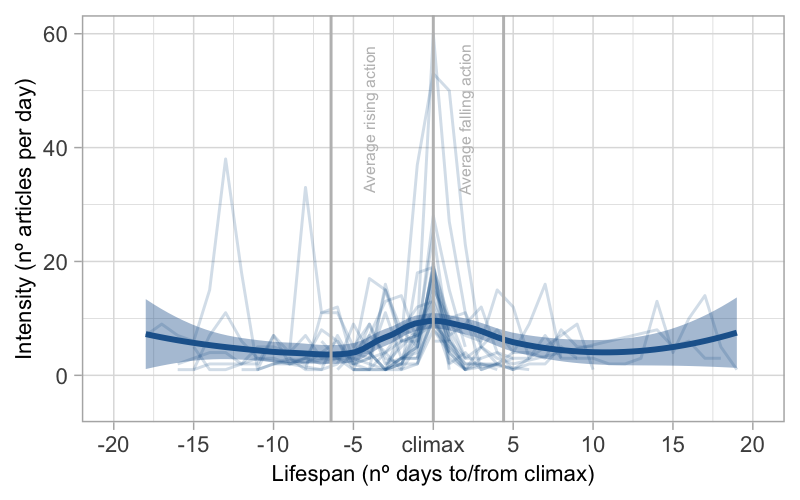 60
40
20
0
Intensity (nº articles per day)
Average rising action
Average falling action
-20 -15 -10 -5 climax 5 10 15 20
Lifespan (nº days to/from climax)